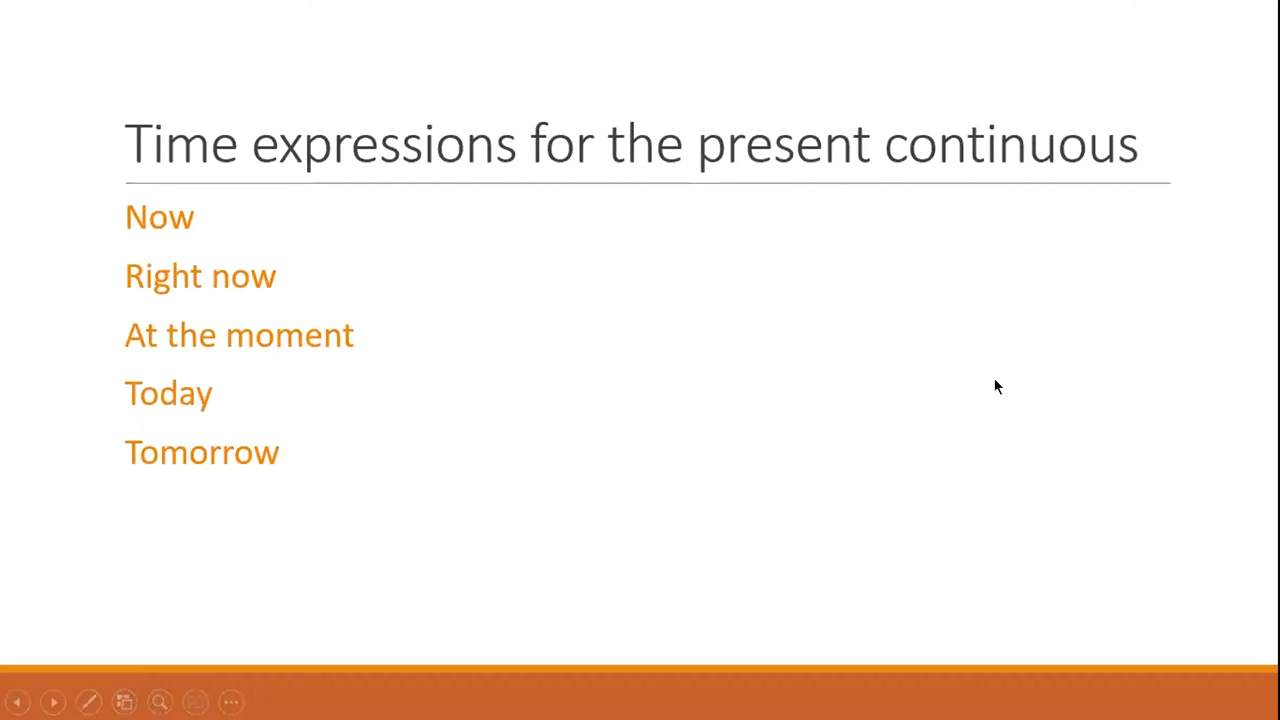 Time expressions for the present continuous
Now
Right now
At the moment
Today
Tomorrow